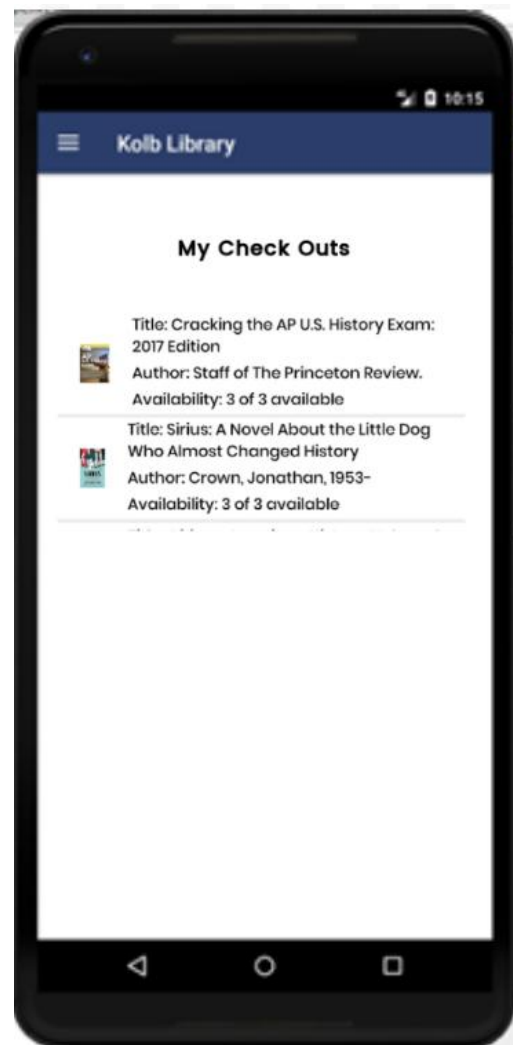 10:15
Kolb Library
My Check Outs
Title: Cracking the AP U.S. History Exam:
2017 Edition
Author: Staff of The Princeton Review.
Availability: 3 of 3 available
Title: Sirius: A Novel About the Little Dog
Who Almost Changed History
Author: Crown, Jonathan, 1953-
Availability: 3 of 3 available